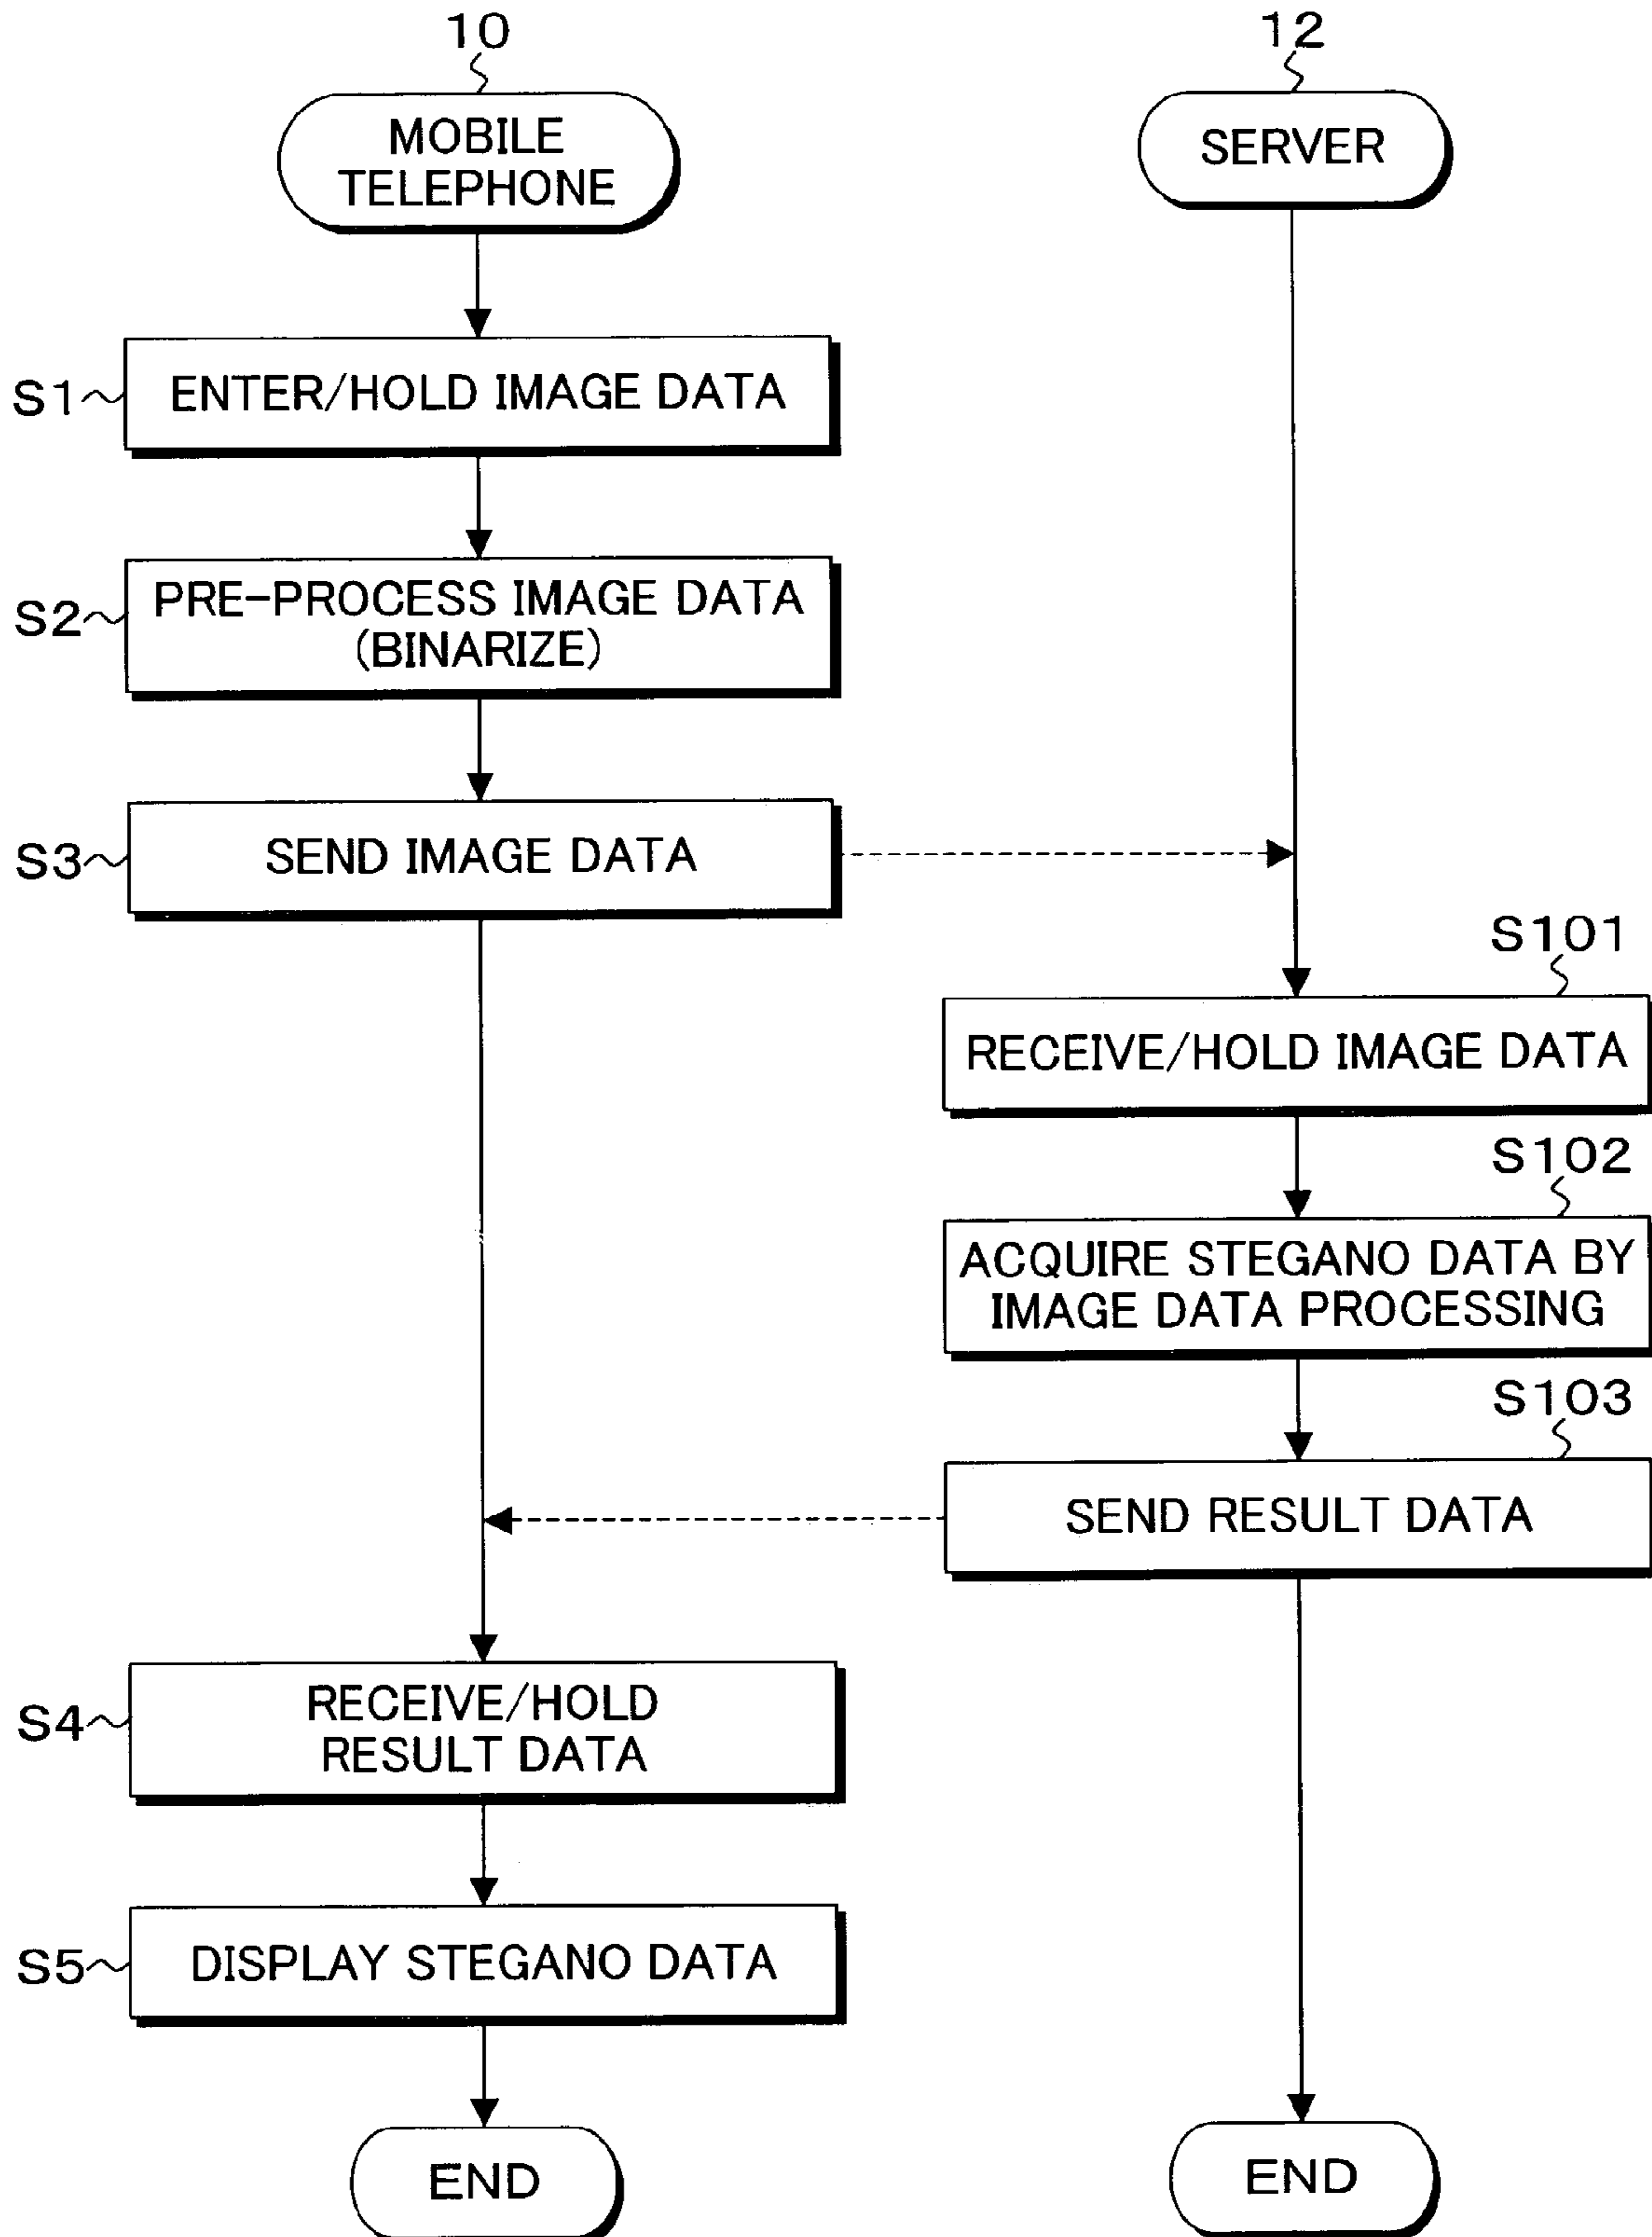 10
12
MOBILE
TELEPHONE
SERVER
S1
ENTER/HOLD IMAGE DATA
S2
PRE-PROCESS IMAGE DATA
(BINARIZE)
S3
SEND IMAGE DATA
S101
RECEIVE/HOLD IMAGE DATA
S102
ACQUIRE STEGANO DATA BY
IMAGE DATA PROCESSING
S103
SEND RESULT DATA
S4
RECEIVE/HOLD
RESULT DATA
S5
DISPLAY STEGANO DATA
END
END